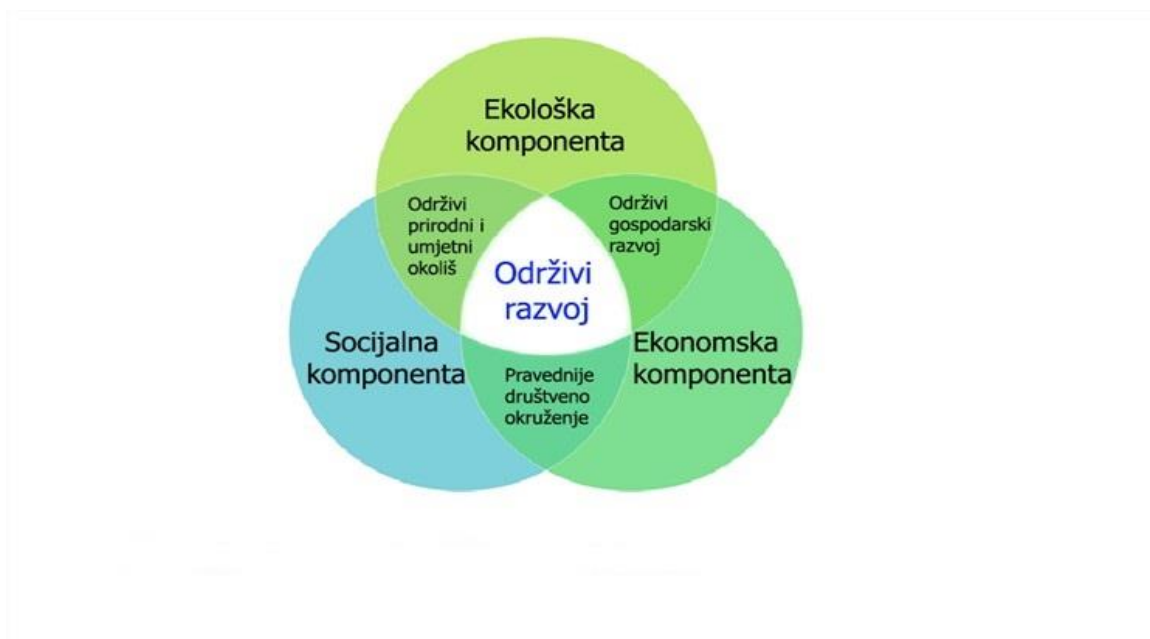 Ekološka
komponenta
Održivi
prirodni i
umjetni
okoliš
Održivi
gospodarski
razvoj
Održivi
razvoj
Socijalna
komponenta
Ekonomska
komponenta
Pravednije
društveno
okruženje